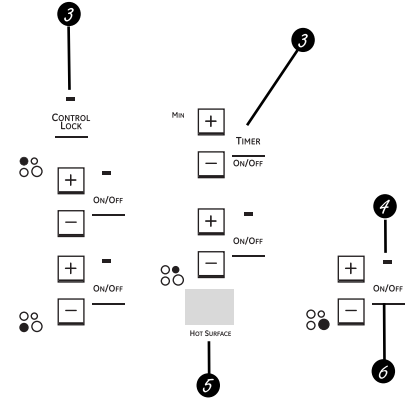 3
3
MIN
+
CONTROL
LOCK
TIMER
−
ON/OFF
+
ON/OFF
−
+
ON/OFF
−
4
+
ON/OFF
−
+
ON/OFF
−
HOT SURFACE
5
6